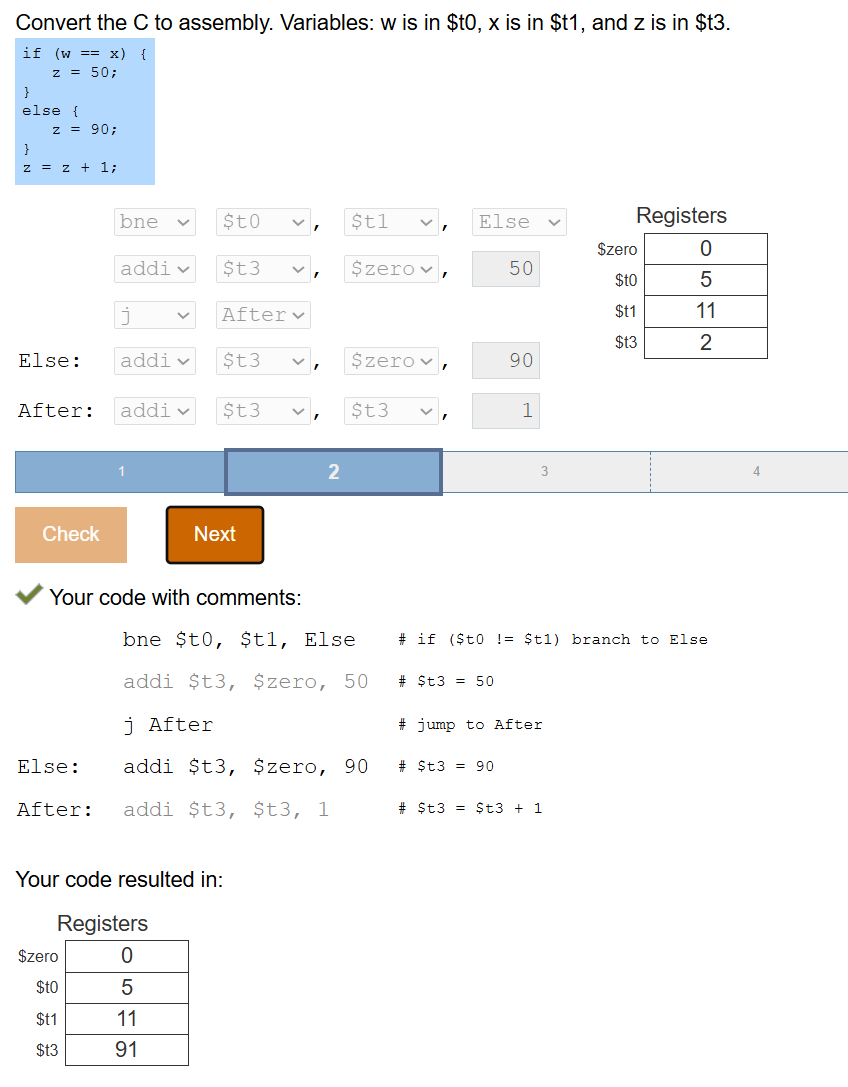 Convert the C to assembly. Variables: w is in $t0, x is in $t1, and z is in $t3.
if (w == x) {
   z = 50;
}
else {
   z = 90;
}
z = z + 1;
bne $t0 , $t1 , Else
addi $t3 , $zero , 50
j After
Else: addi $t3 , $zero , 90
After: addi $t3 , $t3 , 1
Registers
$zero 0
$t0 5
$t1 11
$t3 2
1 2 3 4
Check Next
Your code with comments:
bne $t0, $t1, Else # if ($t0 != $t1) branch to Else
addi $t3, $zero, 50 # $t3 = 50
j After # jump to After
Else: addi $t3, $zero, 90 # $t3 = 90
After: addi $t3, $t3, 1 # $t3 = $t3 + 1
Your code resulted in:
Registers
$zero 0
$t0 5
$t1 11
$t3 91